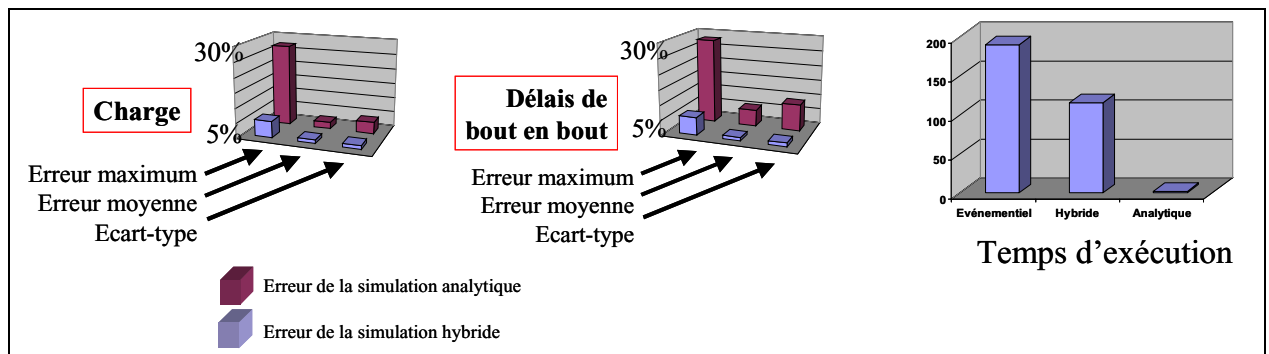 30%
5%
Charge
Erreur maximum
Erreur moyenne
Ecart-type
30%
5%
Délais de
bout en bout
Erreur maximum
Erreur moyenne
Ecart-type
200
150
100
50
0
Evénementiel Hybride Analytique
Temps d’exécution
Erreur de la simulation analytique
Erreur de la simulation hybride